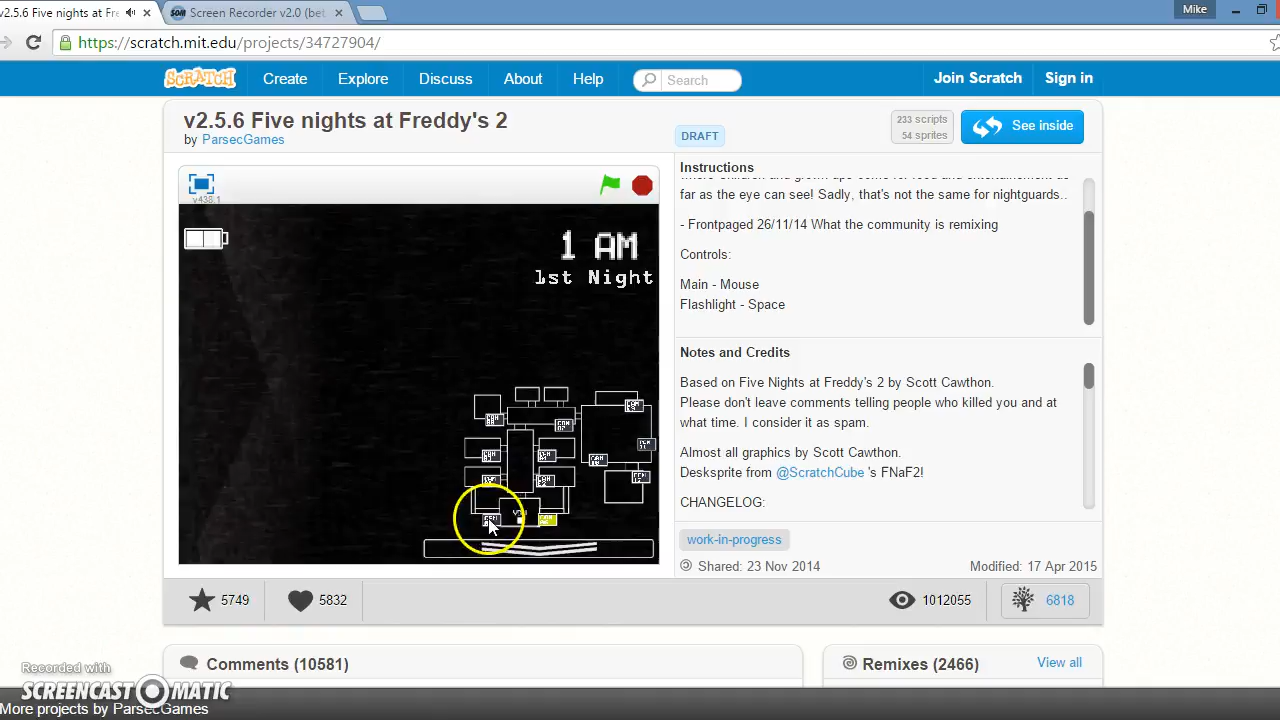 v2.5.6 Five nights at Fr
Screen Recorder v2.0 (bet
Mike
https://scratch.mit.edu/projects/34727904/
SCRATCH
Create
Explore
Discuss
About
Help
Search
Join Scratch
Sign in
v2.5.6 Five nights at Freddy's 2
by ParsecGames
DRAFT
233 scripts
54 sprites
See inside
v438.1
1 AM
1st Night
Instructions
far as the eye can see! Sadly, that's not the same for nightguards..
- Frontpaged 26/11/14 What the community is remixing
Controls:
Main - Mouse
Flashlight - Space
Notes and Credits
Based on Five Nights at Freddy's 2 by Scott Cawthon.
Please don't leave comments telling people who killed you and at
what time. I consider it as spam.
Almost all graphics by Scott Cawthon.
Desksprite from @ScratchCube 's FNaF2!
CHANGELOG:
work-in-progress
Shared: 23 Nov 2014
Modified: 17 Apr 2015
5749
5832
1012055
6818
Comments (10581)
Remixes (2466)
View all
Recorded with
SCREENCAST-O-MATIC
More projects by ParsecGames